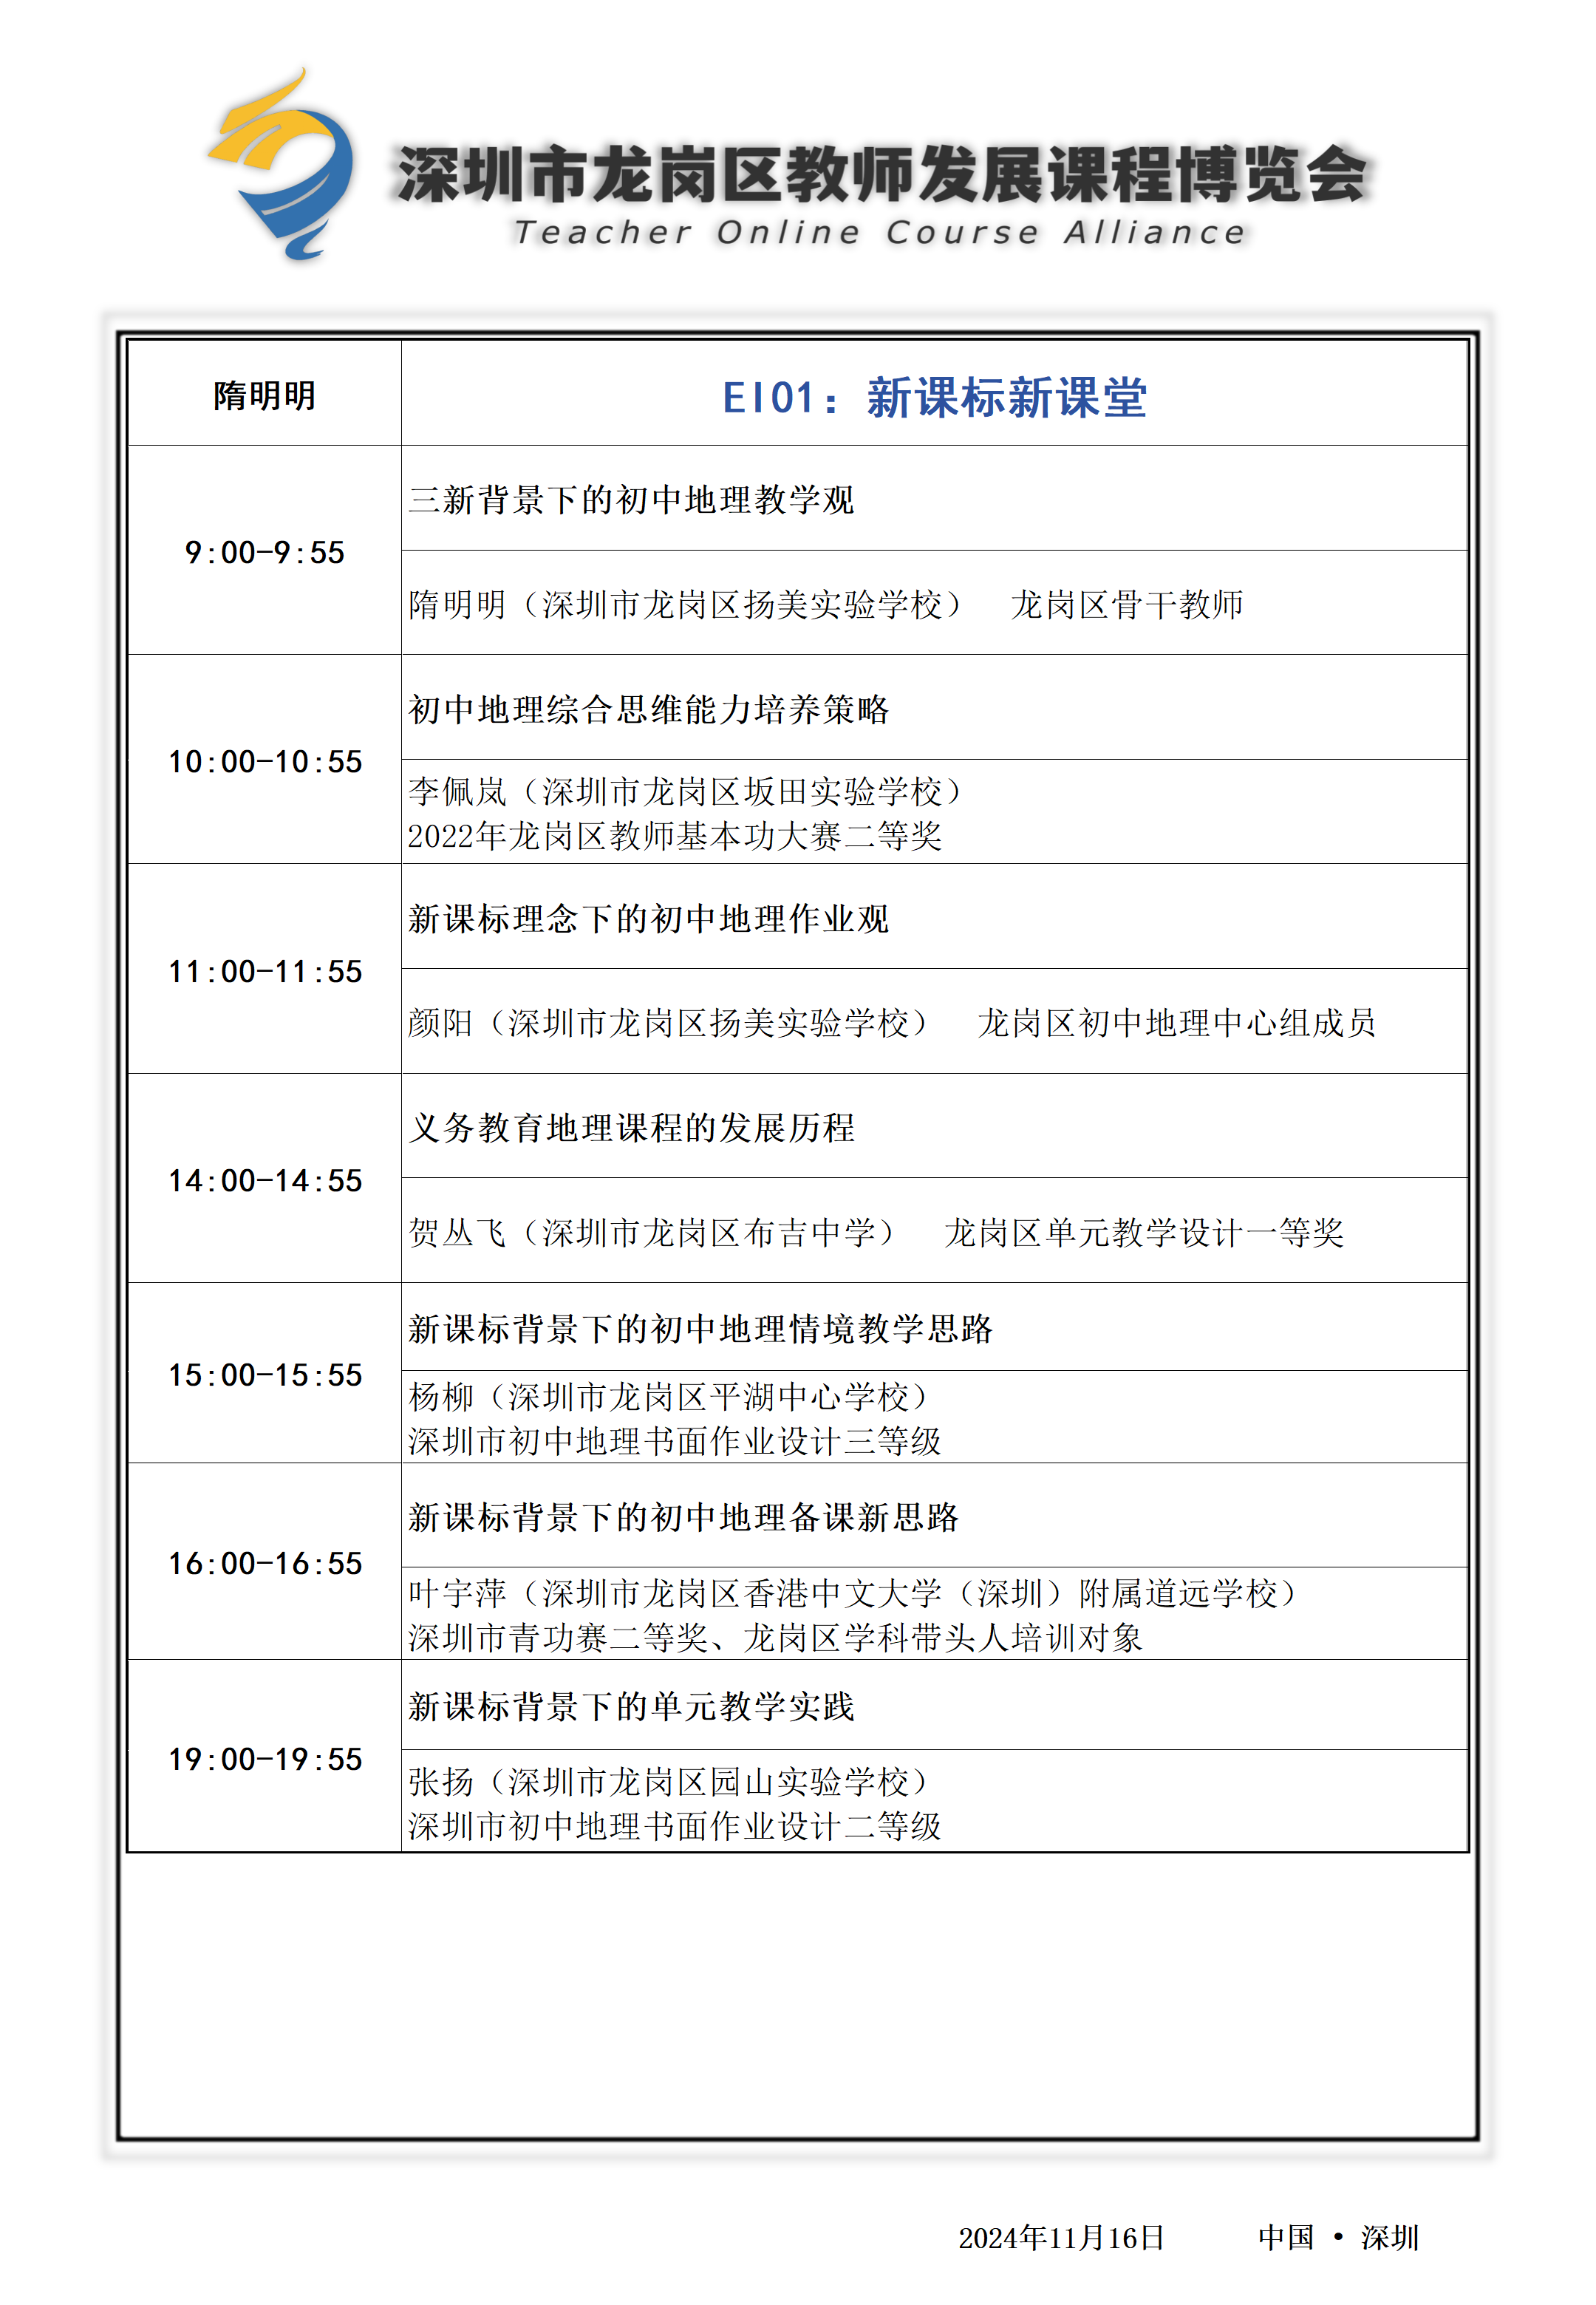 深圳市龙岗区教师发展课程博览会
Teacher Online Course Alliance
隋明明
EI01：新课标新课堂
9:00-9:55
三新背景下的初中地理教学观
隋明明（深圳市龙岗区扬美实验学校） 龙岗区骨干教师
10:00-10:55
初中地理综合思维能力培养策略
李佩岚（深圳市龙岗区坂田实验学校）
2022年龙岗区教师基本功大赛二等奖
11:00-11:55
新课标理念下的初中地理作业观
颜阳（深圳市龙岗区扬美实验学校） 龙岗区初中地理中心组成员
14:00-14:55
义务教育地理课程的发展历程
贺丛飞（深圳市龙岗区布吉中学） 龙岗区单元教学设计一等奖
15:00-15:55
新课标背景下的初中地理情境教学思路
杨柳（深圳市龙岗区平湖中心学校）
深圳市初中地理书面作业设计三等级
16:00-16:55
新课标背景下的初中地理备课新思路
叶宇萍（深圳市龙岗区香港中文大学（深圳）附属道远学校）
深圳市青功赛二等奖、龙岗区学科带头人培训对象
19:00-19:55
新课标背景下的单元教学实践
张扬（深圳市龙岗区园山实验学校）
深圳市初中地理书面作业设计二等级
2024年11月16日 中国 • 深圳